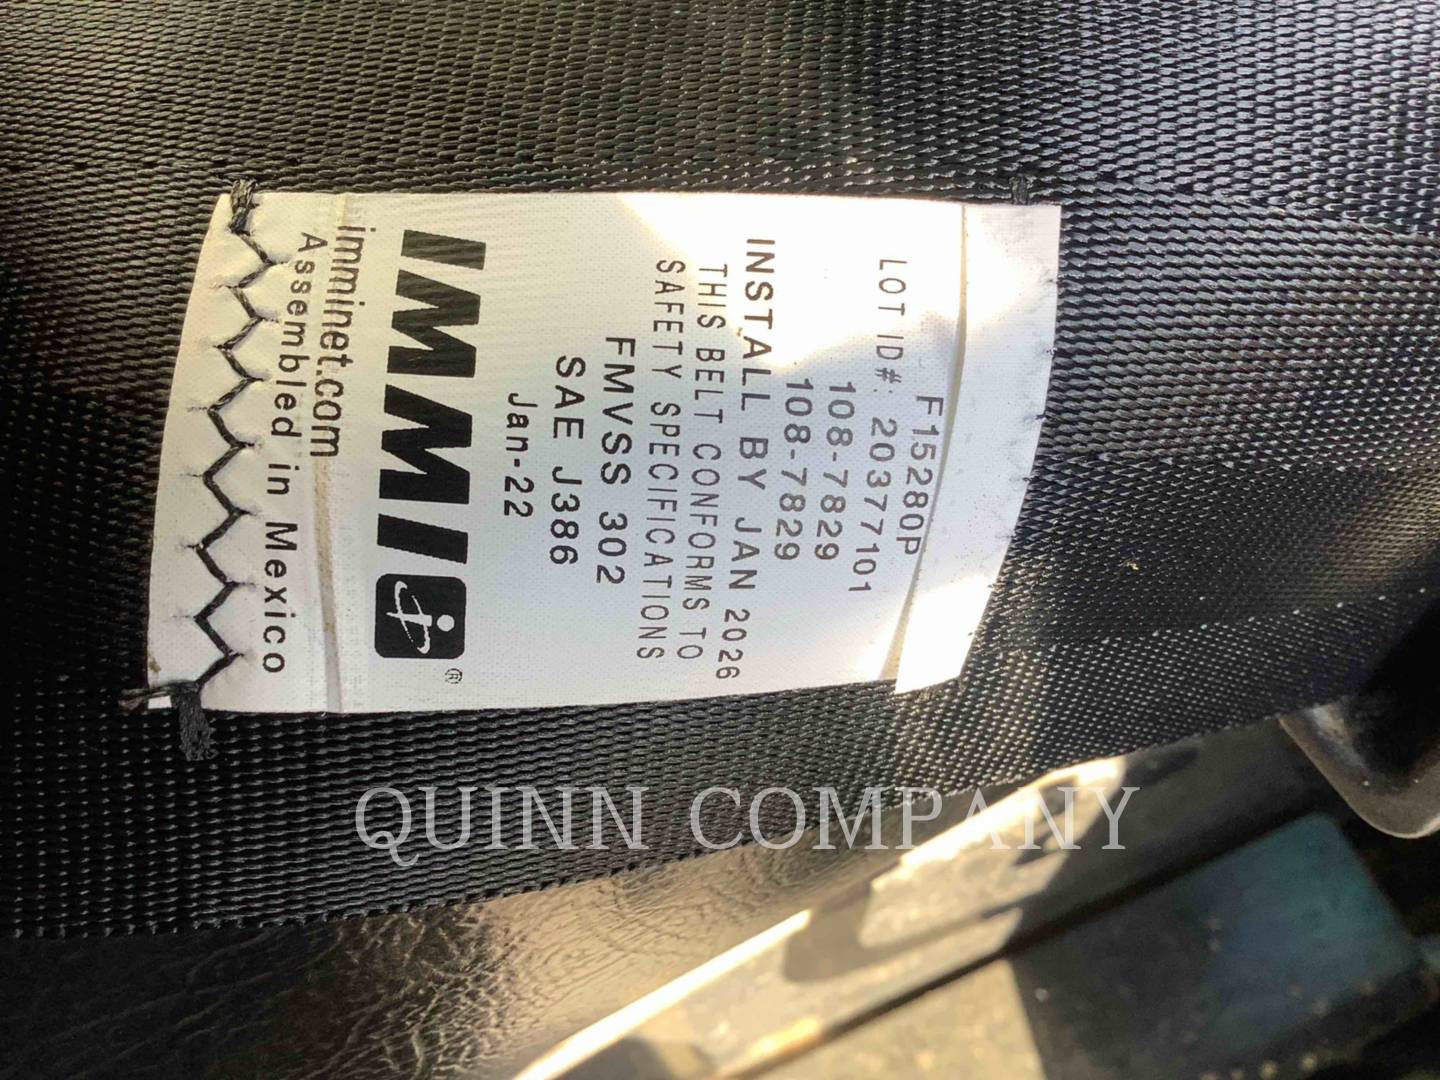 F15280P
LOT ID#: 20377101
108-7829
108-7829
INSTALL BY JAN 2026
THIS BELT CONFORMS TO
SAFETY SPECIFICATIONS
FMVSS 302
SAE J386
Jan-22
IMMI®
imminet.com
Assembled in Mexico
QUINN COMPANY